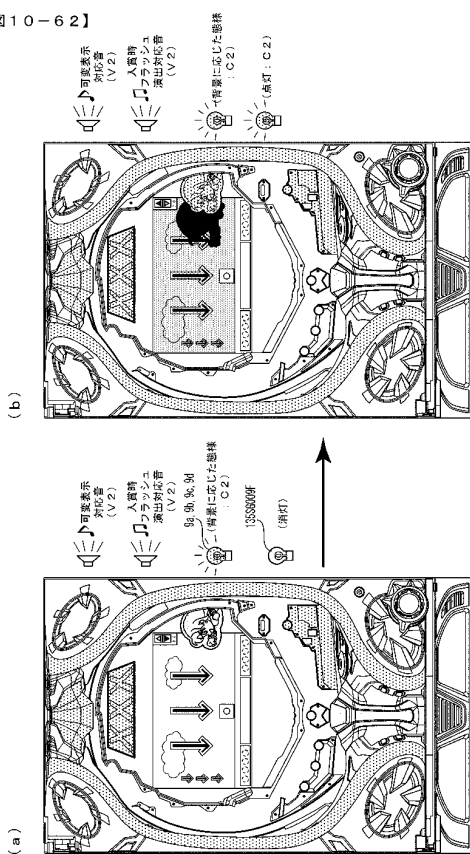 【図10－62】
(a)
♪可変表示
対応音
(V2)
入賞時
♫フラッシュ
演出対応音
(V2)
9a, 9b, 9c, 9d
(背景に応じた態様
：C2)
135S6009F
(消灯)
(b)
♪可変表示
対応音
(V2)
入賞時
♫フラッシュ
演出対応音
(V2)
(背景に応じた態様
：C2)
(点灯：C2)